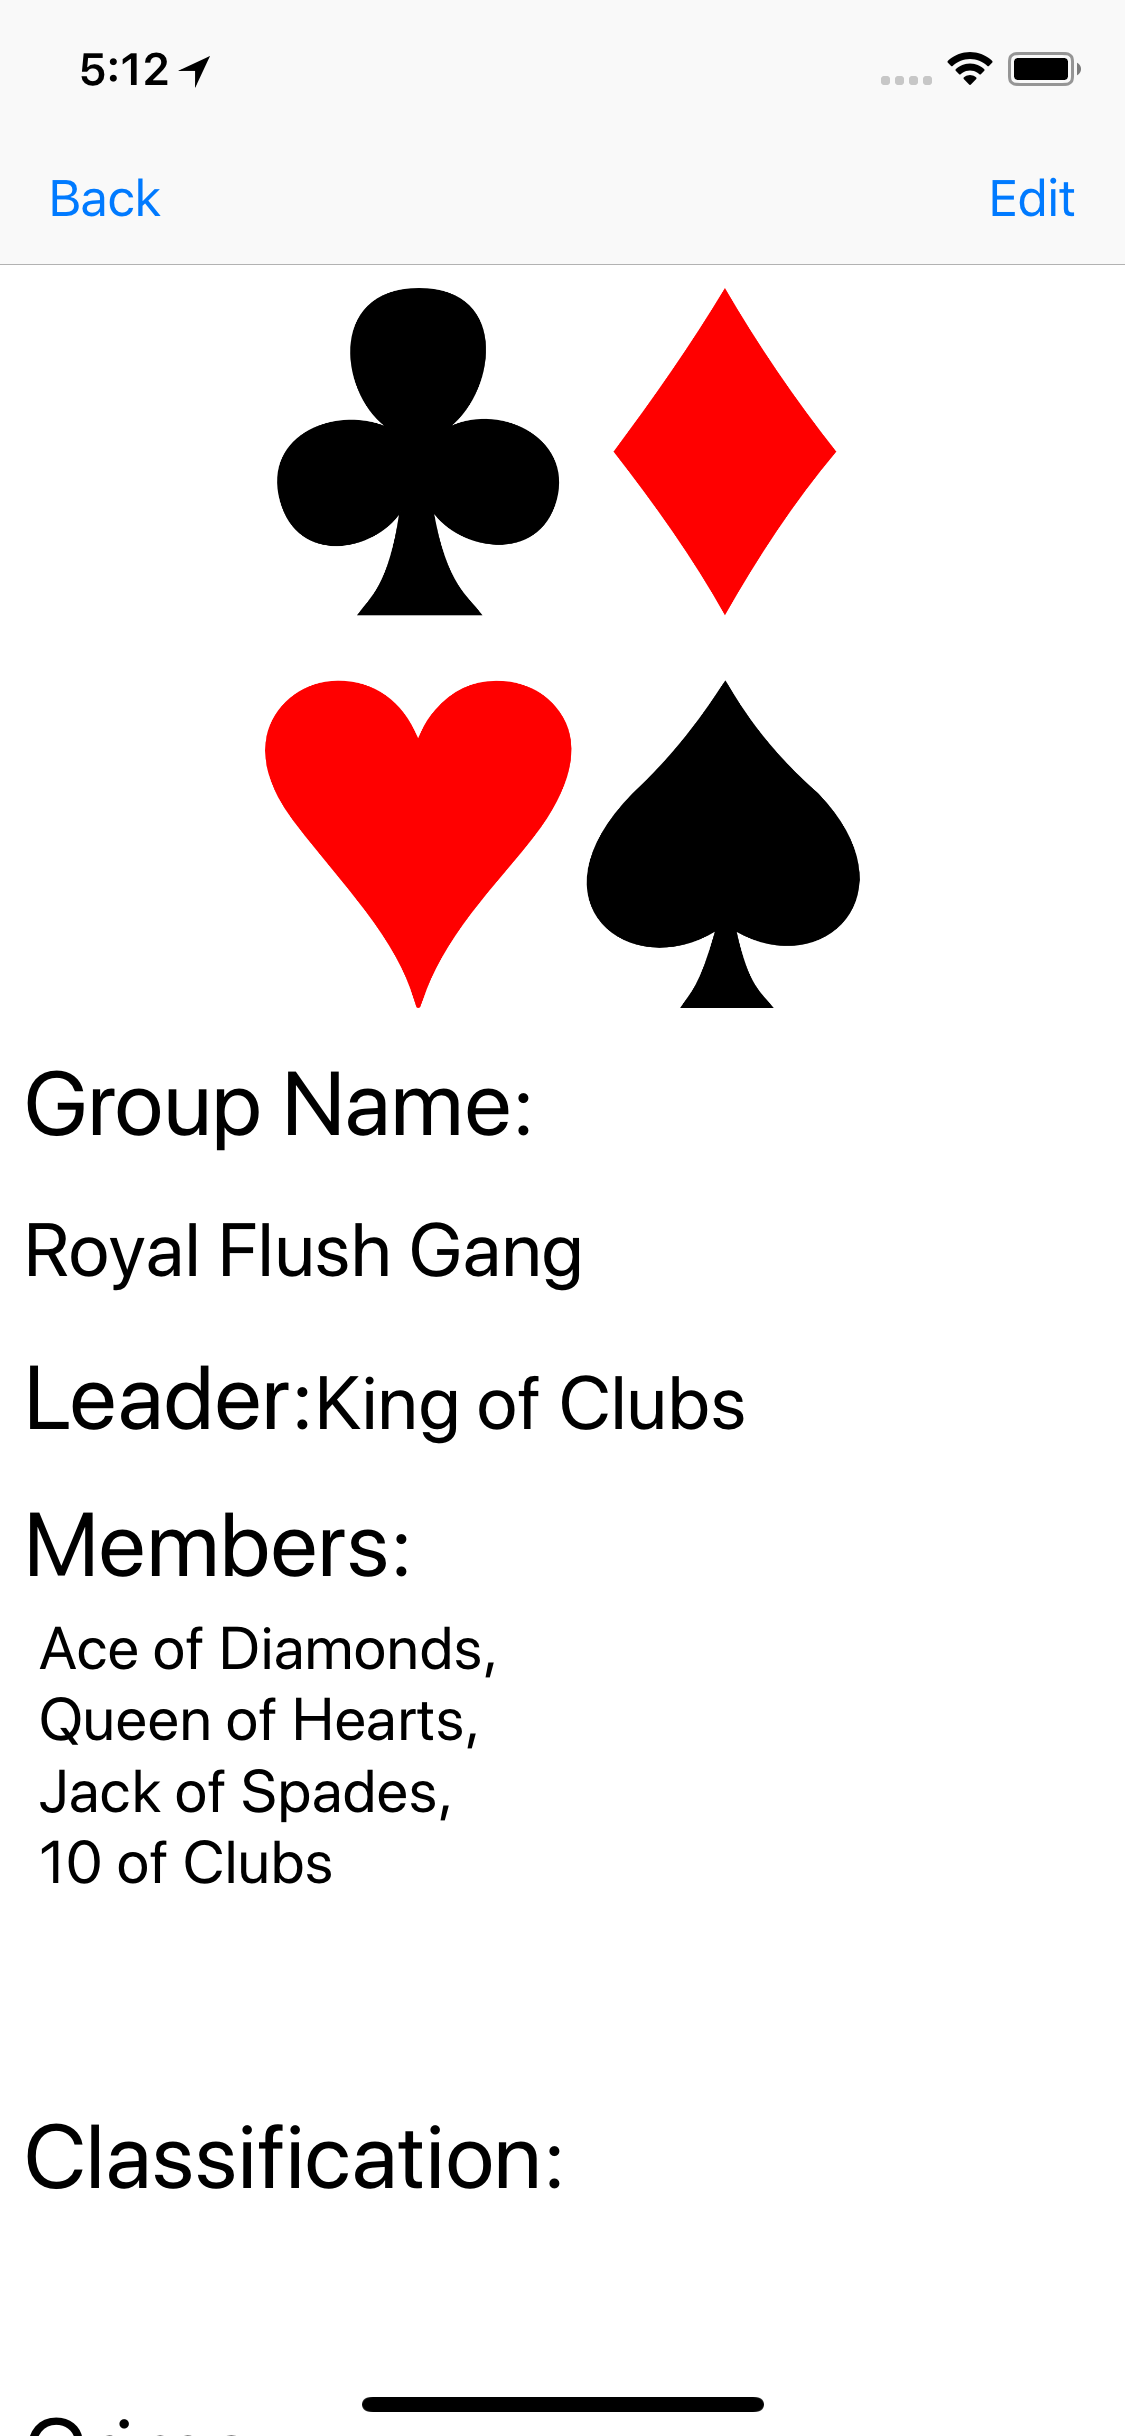 5:12
Back
Edit
Group Name:
Royal Flush Gang
Leader:King of Clubs
Members:
Ace of Diamonds,
Queen of Hearts,
Jack of Spades,
10 of Clubs
Classification: